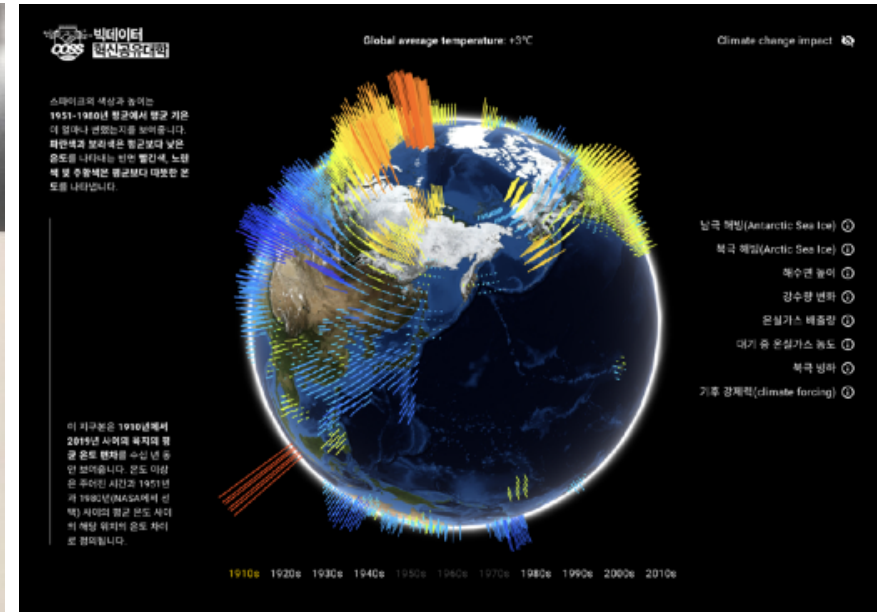 COSS 빅데이터
혁신공유대학
Global average temperature: +3℃
Climate change impact
스파이크의 색상과 높이는
1951-1980년 평균에서 평균 기온
이 얼마나 변했는지를 보여줍니다.
파란색과 보라색은 평균보다 낮은
온도를 나타내는 반면 빨간색, 노란
색 및 주황색은 평균보다 따뜻한 온
도를 나타냅니다.
남극 해빙(Antarctic Sea Ice)
북극 해빙(Arctic Sea Ice)
해수면 높이
강수량 변화
온실가스 배출량
대기 중 온실가스 농도
북극 빙하
기후 강제력(climate forcing)
이 지구본은 1910년에서
2019년 사이의 육지의 평
균 온도 편차를 수십 년 동
안 보여줍니다. 온도 이상
은 주어진 시간과 1951년
과 1980년(NASA에서 선
택) 사이의 평균 온도 사이
의 해당 위치의 온도 차이
로 정의됩니다.
1910s 1920s 1930s 1940s 1950s 1960s 1970s 1980s 1990s 2000s 2010s